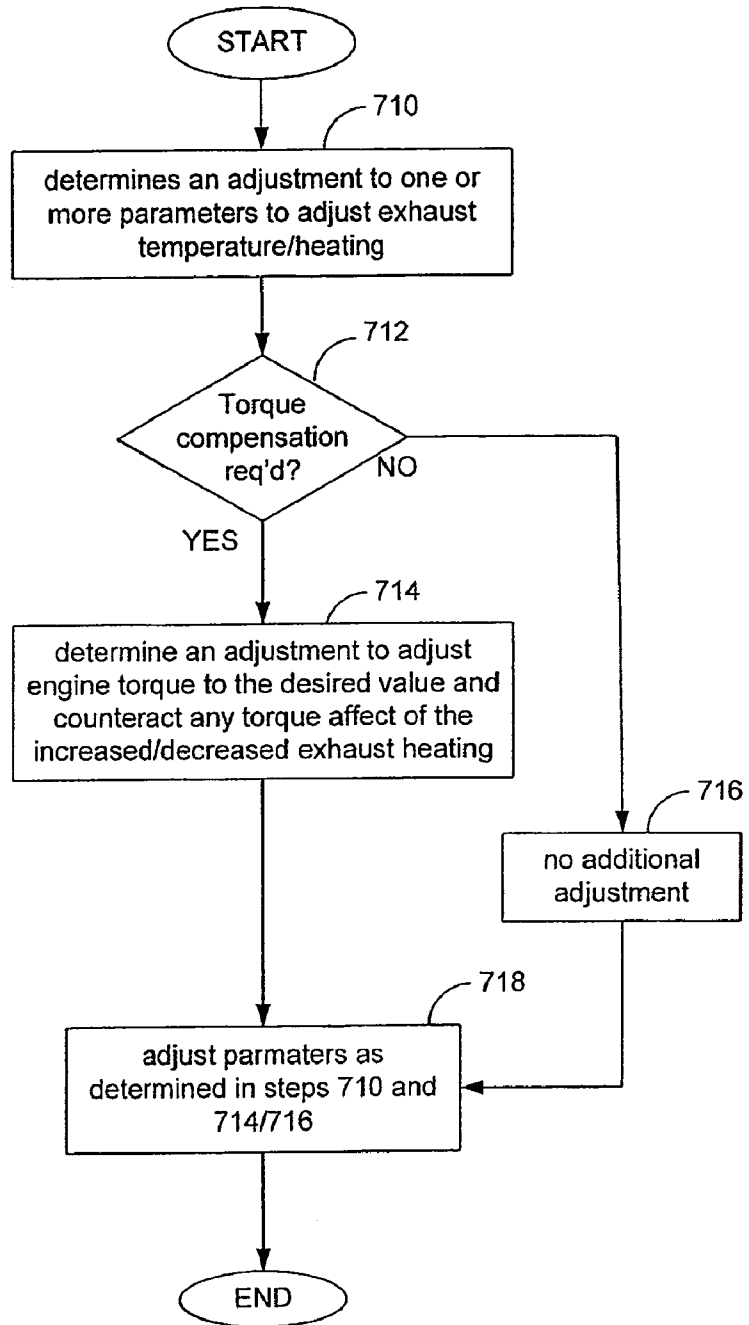 START
710
determines an adjustment to one or
more parameters to adjust exhaust
temperature/heating
712
Torque
compensation
req'd?
NO
YES
714
determine an adjustment to adjust
engine torque to the desired value and
counteract any torque affect of the
increased/decreased exhaust heating
716
no additional
adjustment
718
adjust parmaters as
determined in steps 710 and
714/716
END